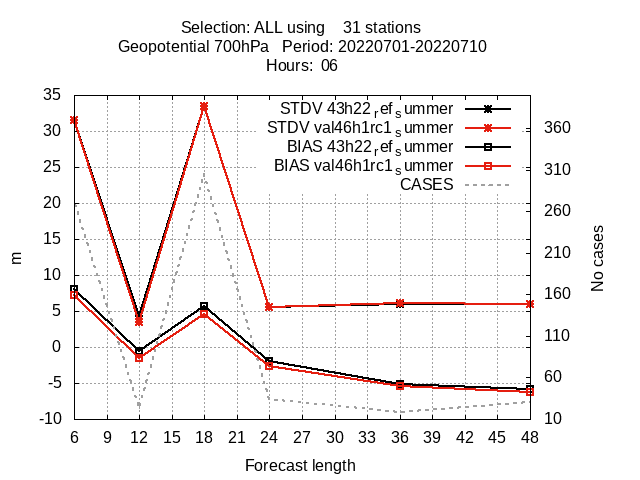 Selection: ALL using    31 stations
Geopotential 700hPa   Period: 20220701-20220710
Hours:  06
STDV 43h22_ref_summer
STDV val46h1rc1_summer
BIAS 43h22_ref_summer
BIAS val46h1rc1_summer
CASES
35
30
25
20
15
10
5
0
-5
-10
m
360
310
260
210
160
110
60
10
No cases
6 9 12 15 18 21 24 27 30 33 36 39 42 45 48
Forecast length